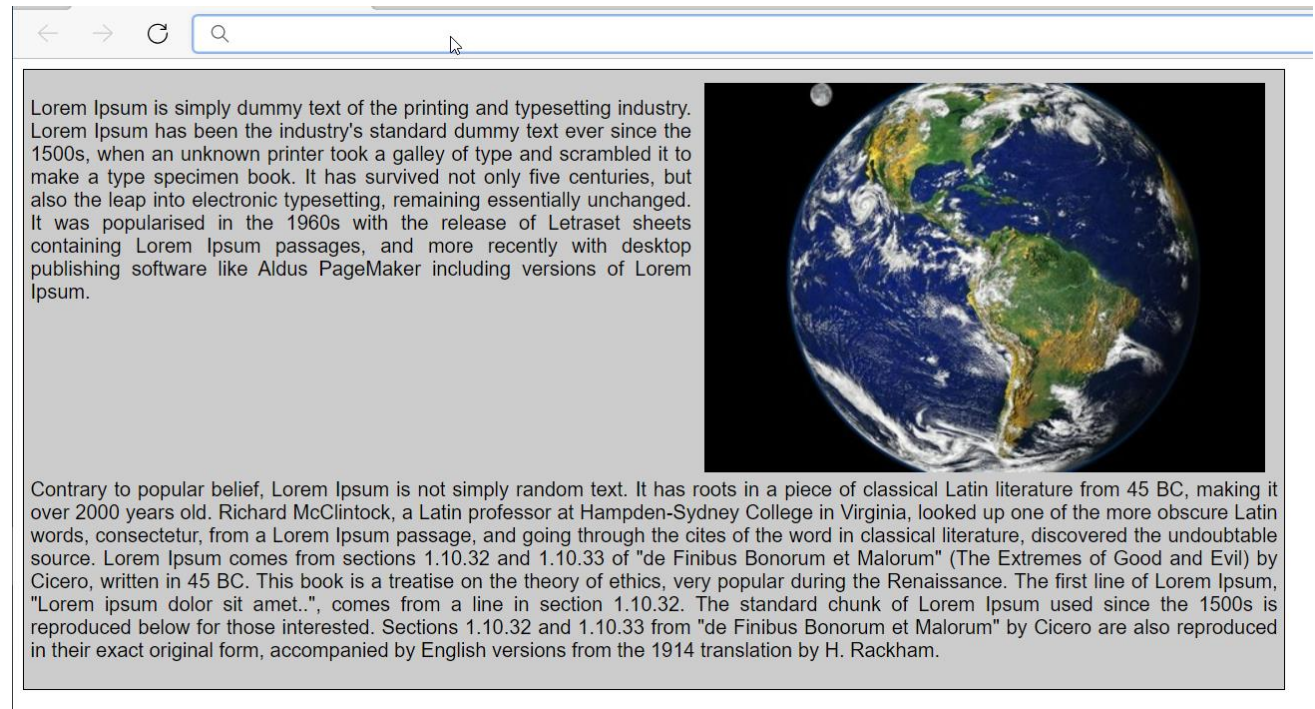 Lorem Ipsum is simply dummy text of the printing and typesetting industry.
Lorem Ipsum has been the industry's standard dummy text ever since the
1500s, when an unknown printer took a galley of type and scrambled it to
make a type specimen book. It has survived not only five centuries, but
also the leap into electronic typesetting, remaining essentially unchanged.
It was popularised in the 1960s with the release of Letraset sheets
containing Lorem Ipsum passages, and more recently with desktop
publishing software like Aldus PageMaker including versions of Lorem
Ipsum.
Contrary to popular belief, Lorem Ipsum is not simply random text. It has roots in a piece of classical Latin literature from 45 BC, making it
over 2000 years old. Richard McClintock, a Latin professor at Hampden-Sydney College in Virginia, looked up one of the more obscure Latin
words, consectetur, from a Lorem Ipsum passage, and going through the cites of the word in classical literature, discovered the undoubtable
source. Lorem Ipsum comes from sections 1.10.32 and 1.10.33 of "de Finibus Bonorum et Malorum" (The Extremes of Good and Evil) by
Cicero, written in 45 BC. This book is a treatise on the theory of ethics, very popular during the Renaissance. The first line of Lorem Ipsum,
"Lorem ipsum dolor sit amet..", comes from a line in section 1.10.32. The standard chunk of Lorem Ipsum used since the 1500s is
reproduced below for those interested. Sections 1.10.32 and 1.10.33 from "de Finibus Bonorum et Malorum" by Cicero are also reproduced
in their exact original form, accompanied by English versions from the 1914 translation by H. Rackham.